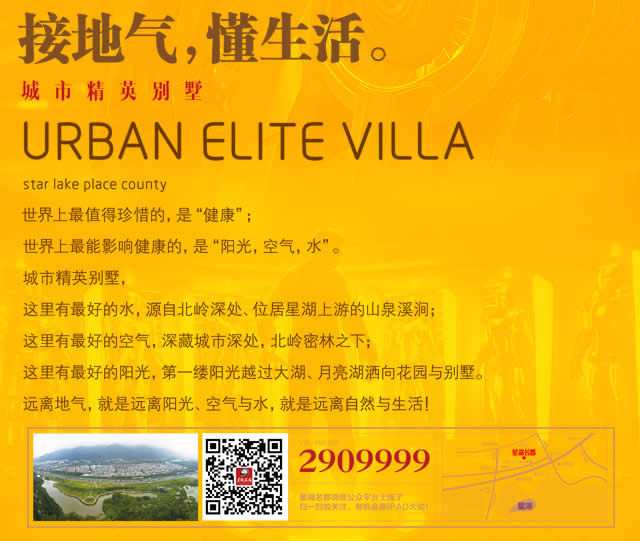 接地气，懂生活。
城市精英别墅
URBAN ELITE VILLA
star lake place county
世界上最值得珍惜的，是“健康”；
世界上最能影响健康的，是“阳光，空气，水”。
城市精英别墅，
这里有最好的水，源自北岭深处、位居星湖上游的山泉溪涧；
这里有最好的空气，深藏城市深处，北岭密林之下；
这里有最好的阳光，第一缕阳光越过大湖、月亮湖洒向花园与别墅。
远离地气，就是远离阳光、空气与水，就是远离自然与生活！
2909999
星湖名郡微信公众平台上线了
扫一扫加关注，有机会获iPAD大奖！
星湖名郡
星湖